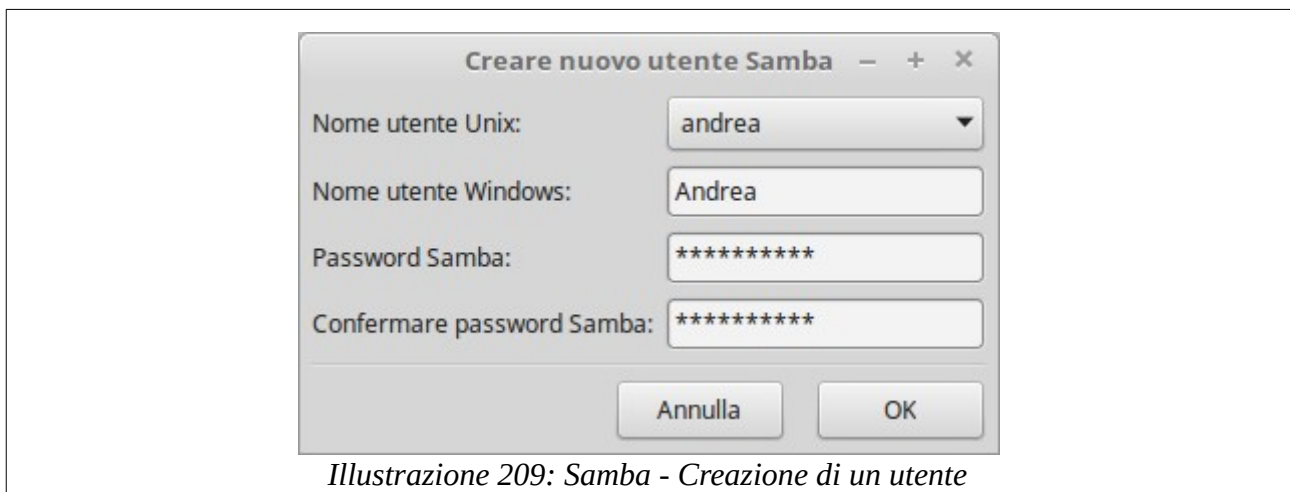 Creare nuovo utente Samba
Nome utente Unix: andrea
Nome utente Windows: Andrea
Password Samba: **********
Confermare password Samba: **********
Annulla OK
Illustrazione 209: Samba - Creazione di un utente